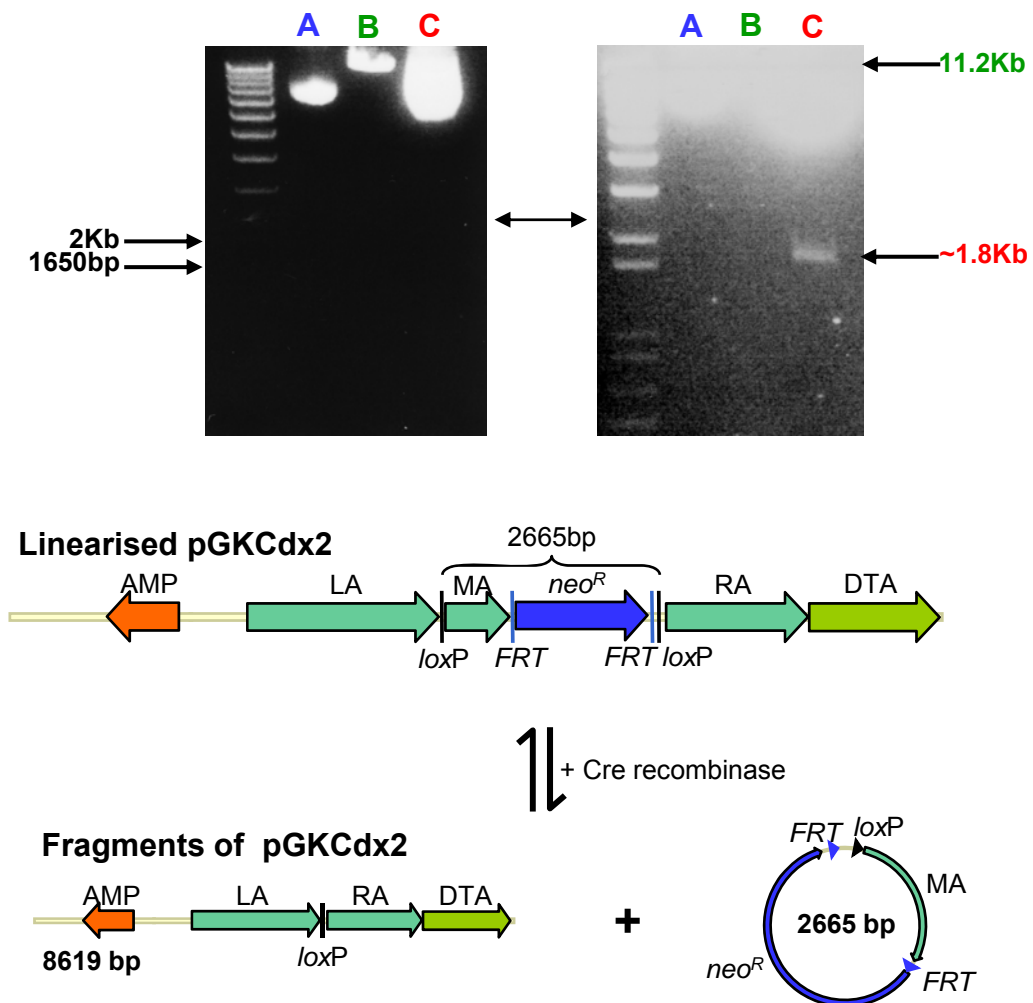 A B C
A B C
11.2Kb
2Kb
1650bp
~1.8Kb
Linearised pGKCdx2
2665bp
AMP LA MA neoR RA DTA
loxP FRT FRT loxP
+ Cre recombinase
Fragments of pGKCdx2
AMP LA RA DTA
loxP
8619 bp
+
FRT loxP
MA
2665 bp
neoR
FRT